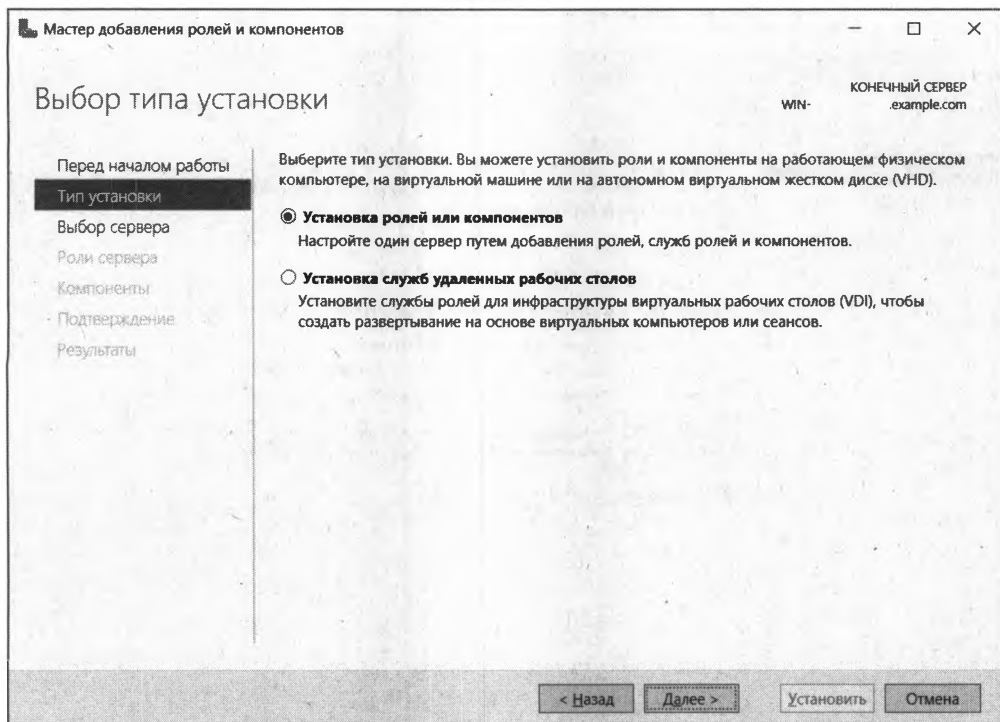 Мастер добавления ролей и компонентов
Выбор типа установки
КОНЕЧНЫЙ СЕРВЕР
WIN- .example.com
Перед началом работы
Тип установки
Выбор сервера
Роли сервера
Компоненты
Подтверждение
Результаты
Выберите тип установки. Вы можете установить роли и компоненты на работающем физическом
компьютере, на виртуальной машине или на автономном виртуальном жестком диске (VHD).
Установка ролей или компонентов
Настройте один сервер путем добавления ролей, служб ролей и компонентов.
Установка служб удаленных рабочих столов
Установите службы ролей для инфраструктуры виртуальных рабочих столов (VDI), чтобы
создать развертывание на основе виртуальных компьютеров или сеансов.
< Назад Далее > Установить Отмена